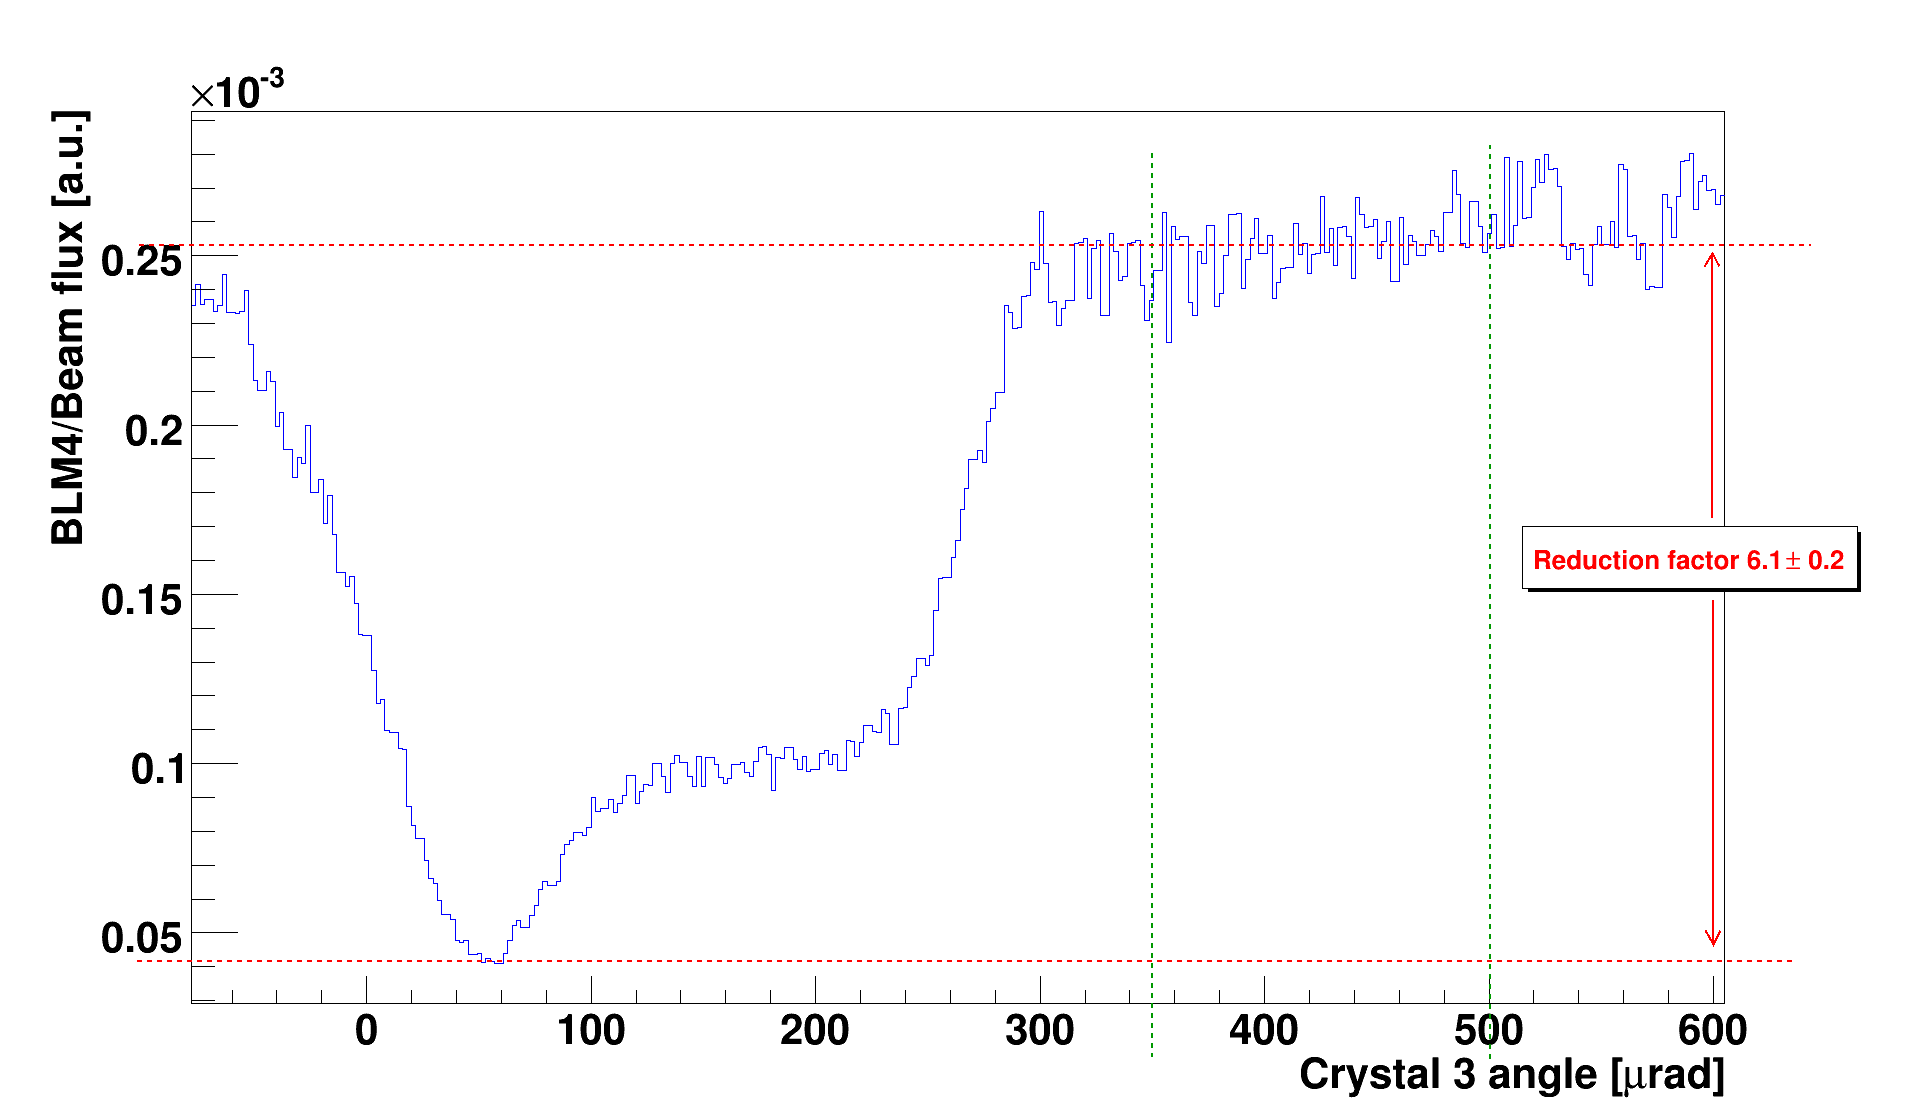 ×10-3
BLM4/Beam flux [a.u.]
0.25
0.2
0.15
0.1
0.05
Reduction factor 6.1± 0.2
0 100 200 300 400 500 600
Crystal 3 angle [μrad]